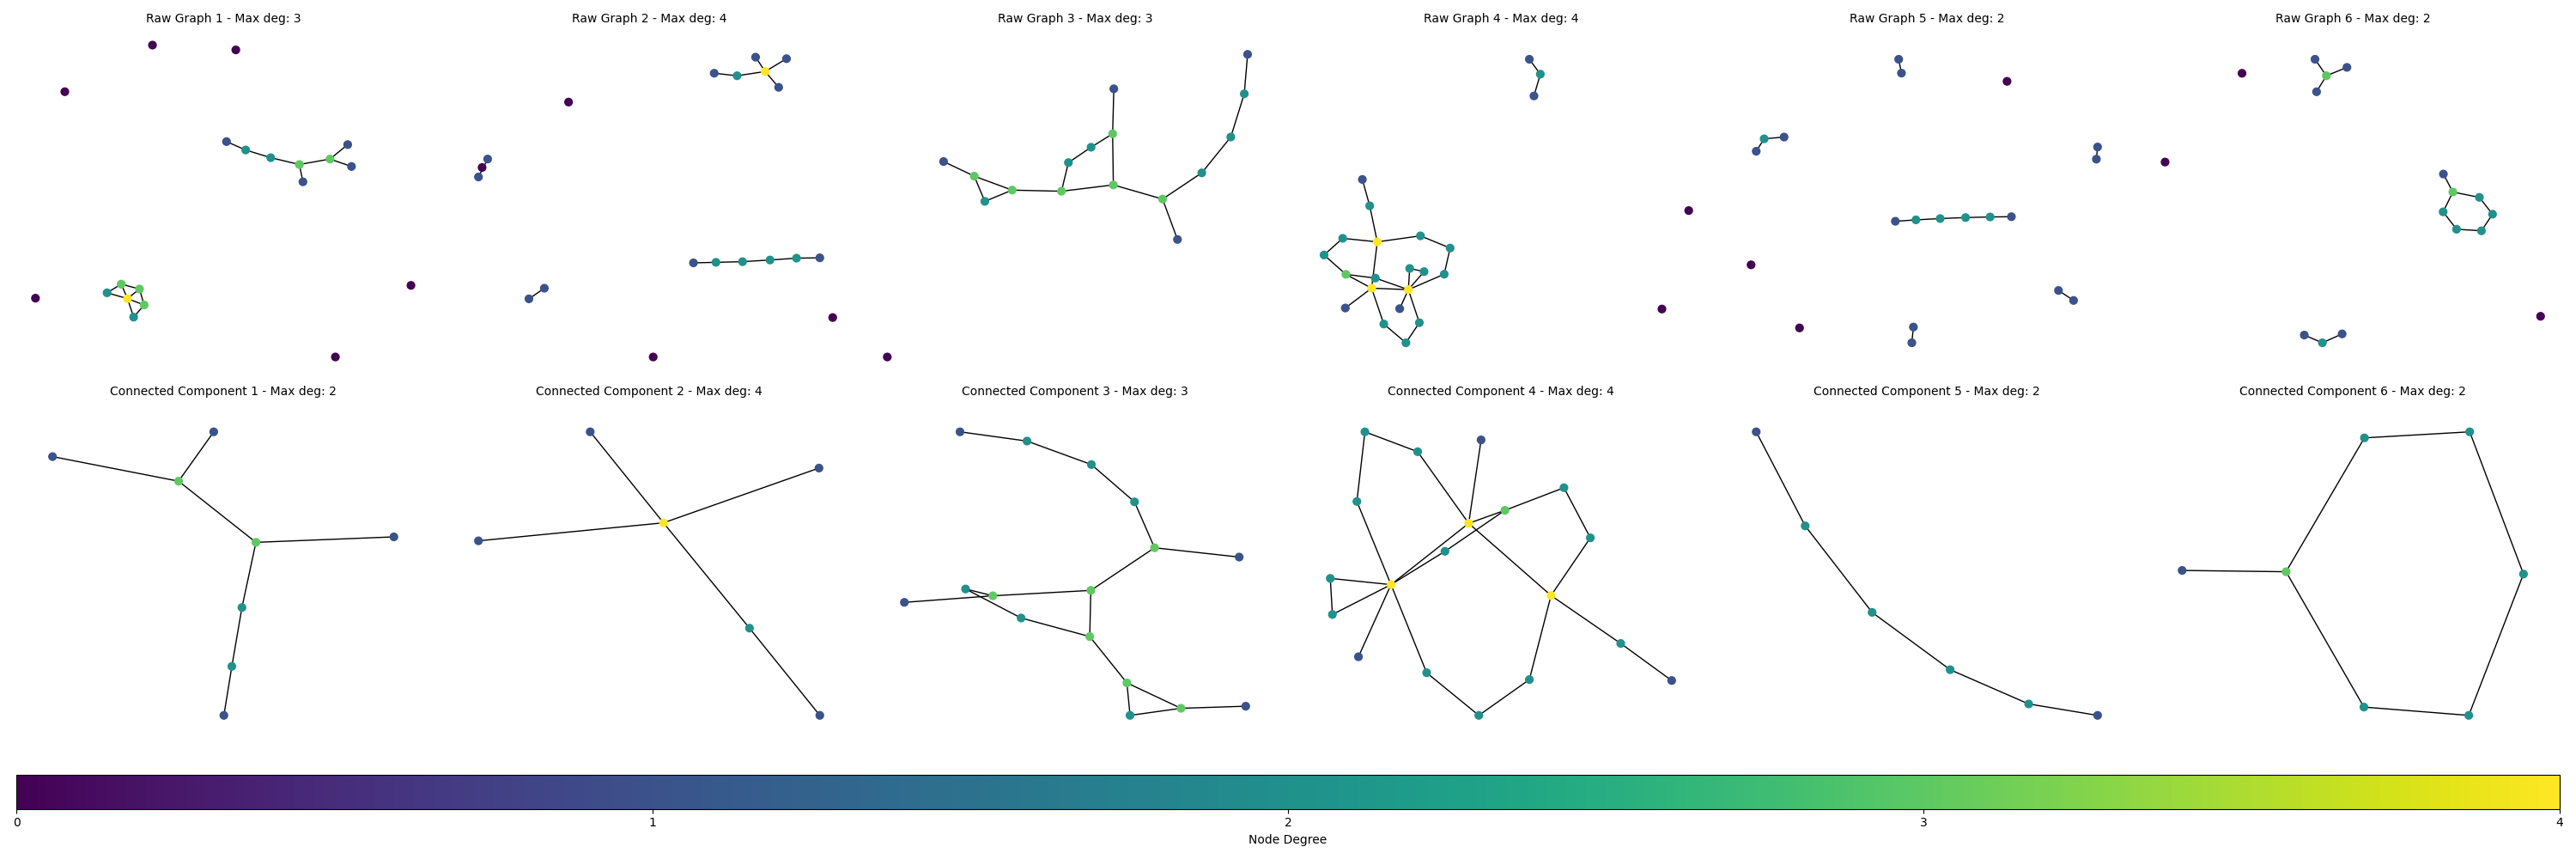 Raw Graph 1 - Max deg: 3
Raw Graph 2 - Max deg: 4
Raw Graph 3 - Max deg: 3
Raw Graph 4 - Max deg: 4
Raw Graph 5 - Max deg: 2
Raw Graph 6 - Max deg: 2
Connected Component 1 - Max deg: 2
Connected Component 2 - Max deg: 4
Connected Component 3 - Max deg: 3
Connected Component 4 - Max deg: 4
Connected Component 5 - Max deg: 2
Connected Component 6 - Max deg: 2
0 1 2 3 4
Node Degree